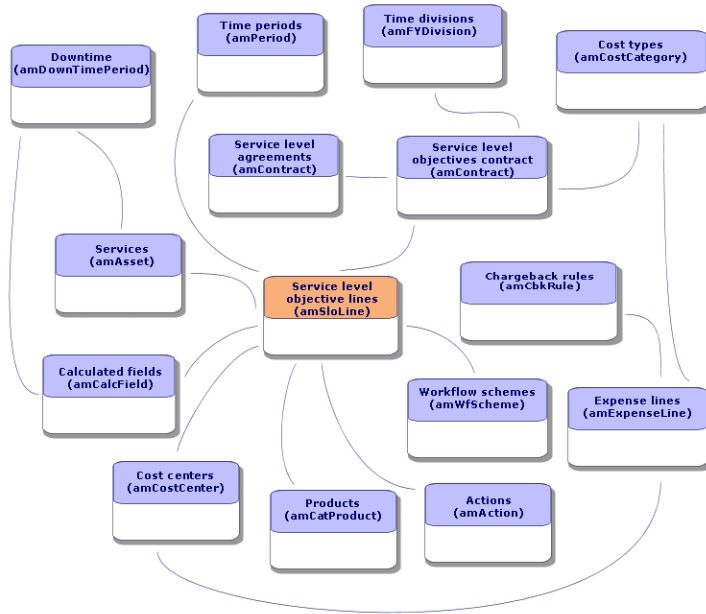 Time periods
(amPeriod)
Time divisions
(amFYDivision)
Downtime
(amDownTimePeriod)
Cost types
(amCostCategory)
Service level
agreements
(amContract)
Service level
objectives contract
(amContract)
Services
(amAsset)
Service level
objective lines
(amSloLine)
Chargeback rules
(amCbkRule)
Calculated fields
(amCalcField)
Workflow schemes
(amWfScheme)
Expense lines
(amExpenseLine)
Cost centers
(amCostCenter)
Products
(amCatProduct)
Actions
(amAction)